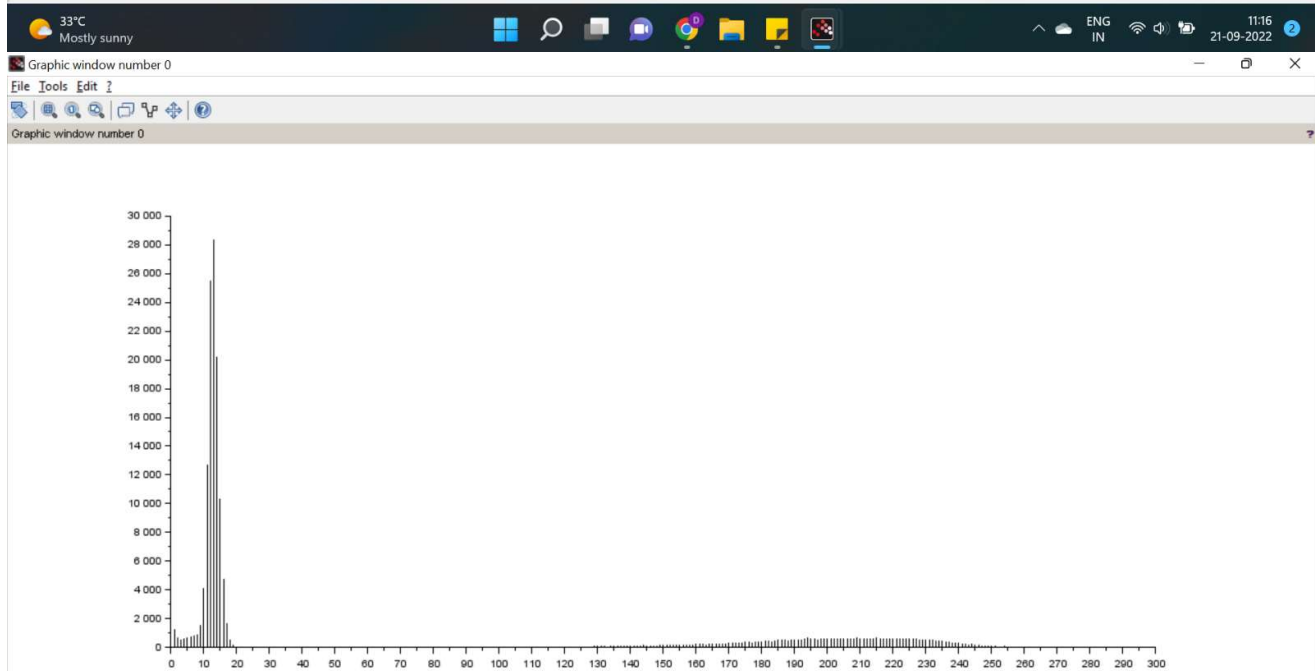 33°C
Mostly sunny
ENG
IN
11:16
21-09-2022
2
Graphic window number 0
File Tools Edit ?
Graphic window number 0
?
30 000
28 000
26 000
24 000
22 000
20 000
18 000
16 000
14 000
12 000
10 000
8 000
6 000
4 000
2 000
0
0 10 20 30 40 50 60 70 80 90 100 110 120 130 140 150 160 170 180 190 200 210 220 230 240 250 260 270 280 290 300